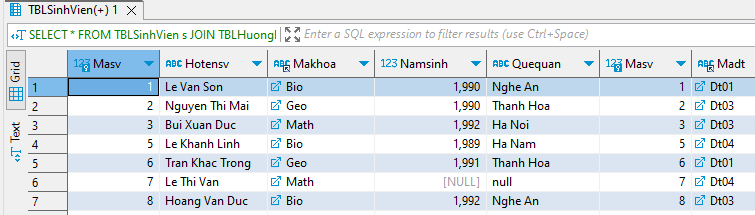 TBLSinhVien(+) 1
SELECT * FROM TBLSinhVien s JOIN TBLHuongI Enter a SQL expression to filter results (use Ctrl+Space)
Grid
Text
123 Masv ABC Hotensv ABC Makhoa 123 Namsinh ABC Quequan 123 Masv ABC Madt
1 1 Le Van Son Bio 1,990 Nghe An 1 Dt01
2 2 Nguyen Thi Mai Geo 1,990 Thanh Hoa 2 Dt03
3 3 Bui Xuan Duc Math 1,992 Ha Noi 3 Dt03
4 5 Le Khanh Linh Bio 1,989 Ha Nam 5 Dt04
5 6 Tran Khac Trong Geo 1,991 Thanh Hoa 6 Dt01
6 7 Le Thi Van Math [NULL] null 7 Dt04
7 8 Hoang Van Duc Bio 1,992 Nghe An 8 Dt03